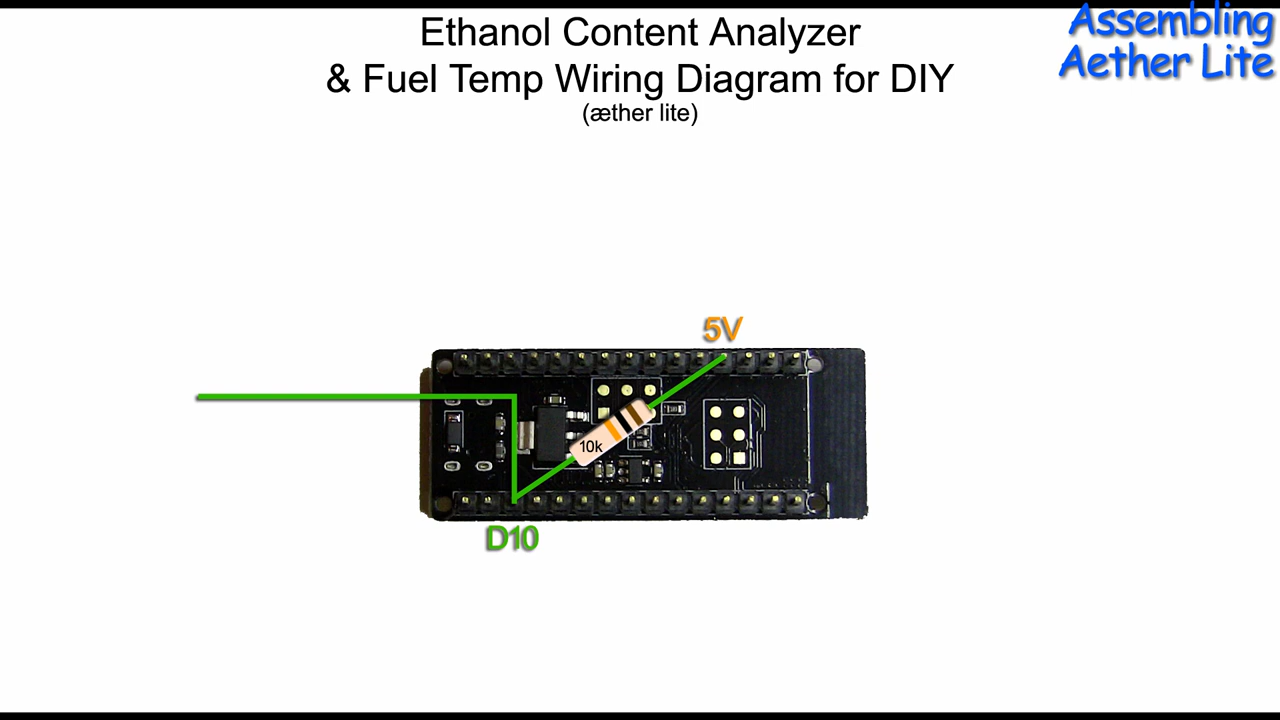 Ethanol Content Analyzer
& Fuel Temp Wiring Diagram for DIY
(æther lite)
Assembling
Aether Lite
5V
10k
D10